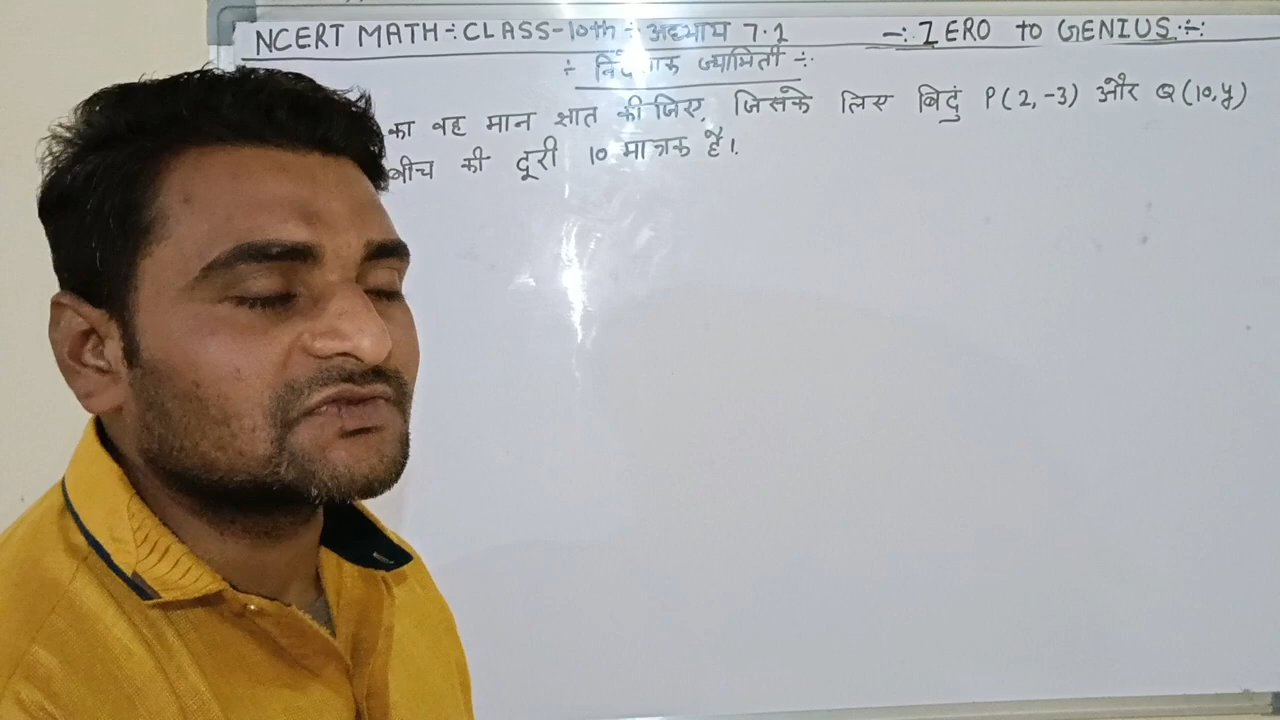 NCERT MATH÷CLASS-10th÷अध्याय 7.1 -:ZERO to GENIUS:-
÷ ज्यामिती ÷
का वह मान ज्ञात कीजिए, जिसके लिए बिदुं P(2,-3) और Q(10,y)
बीच की दूरी 10 मात्रक है।